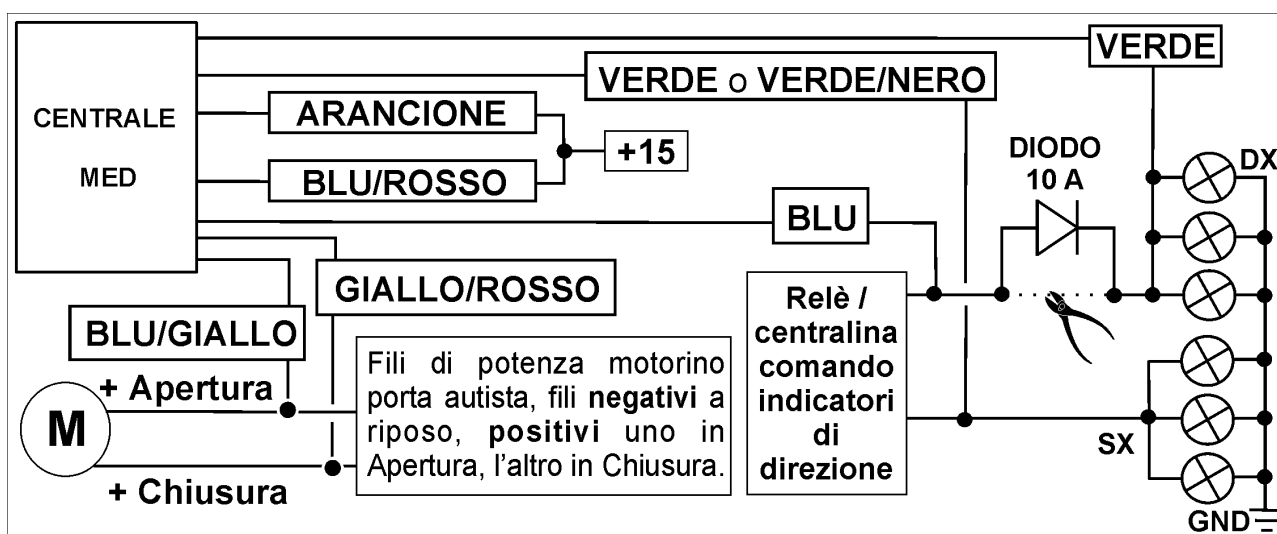 CENTRALE
MED
VERDE
VERDE o VERDE/NERO
ARANCIONE
+15
BLU/ROSSO
DIODO
10 A
DX
BLU
GIALLO/ROSSO
BLU/GIALLO
Relè /
centralina
comando
indicatori
di
direzione
+ Apertura
M
+ Chiusura
Fili di potenza motorino
porta autista, fili negativi a
riposo, positivi uno in
Apertura, l'altro in Chiusura.
SX
GND